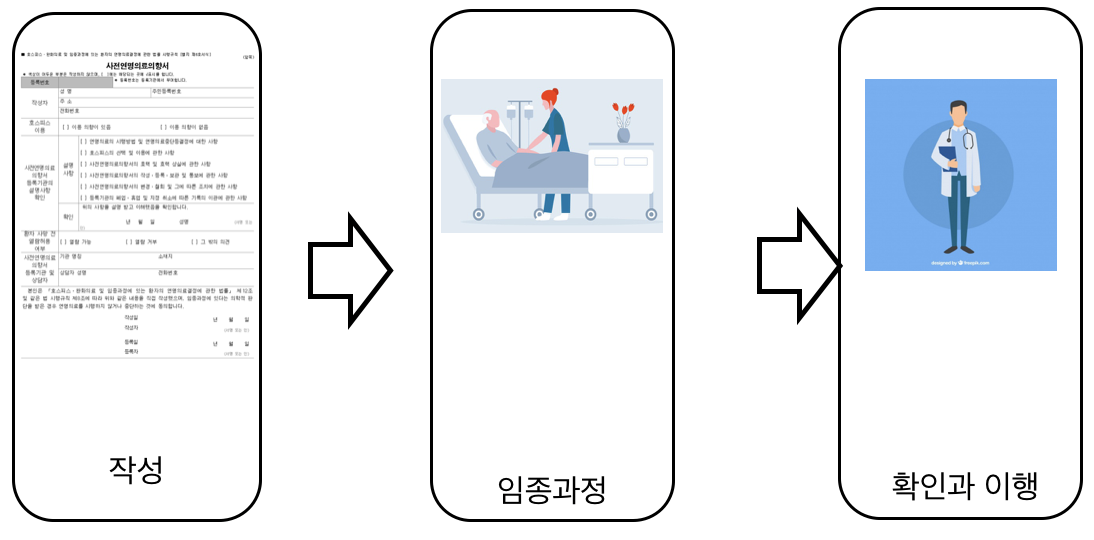 ■ 호스피스ㆍ완화의료 및 임종과정에 있는 환자의 연명의료결정에 관한 법률 시행규칙 [별지 제6호서식]
(앞쪽)
사전연명의료의향서
※ 색상이 어두운 부분은 작성하지 않으며, [ ]에는 해당되는 곳에 √표시를 합니다.
등록번호
※ 등록번호는 등록기관에서 부여합니다.
작성자
성 명
주민등록번호
주 소
전화번호
호스피스
이용
[ ] 이용 의향이 있음
[ ] 이용 의향이 없음
사전연명의료
의향서
등록기관의
설명사항
확인
설명
사항
[ ] 연명의료의 시행방법 및 연명의료중단등결정에 대한 사항
[ ] 호스피스의 선택 및 이용에 관한 사항
[ ] 사전연명의료의향서의 효력 및 효력 상실에 관한 사항
[ ] 사전연명의료의향서의 작성ㆍ등록ㆍ보관 및 통보에 관한 사항
[ ] 사전연명의료의향서의 변경ㆍ철회 및 그에 따른 조치에 관한 사항
[ ] 등록기관의 폐업ㆍ휴업 및 지정 취소에 따른 기록의 이관에 관한 사항
확인
위의 사항을 설명 받고 이해했음을 확인합니다.
년 월 일 성명 (서명 또는
인)
환자 사망 전
열람허용
여부
[ ] 열람 가능
[ ] 열람 거부
[ ] 그 밖의 의견
사전연명의료
의향서
등록기관 및
상담자
기관 명칭
소재지
상담자 성명
전화번호
본인은 「호스피스ㆍ완화의료 및 임종과정에 있는 환자의 연명의료결정에 관한 법률」 제12조
및 같은 법 시행규칙 제8조에 따라 위와 같은 내용을 직접 작성했으며, 임종과정에 있다는 의학적 판
단을 받은 경우 연명의료를 시행하지 않거나 중단하는 것에 동의합니다.
작성일 년 월 일
작성자 (서명 또는 인)
등록일 년 월 일
등록자 (서명 또는 인)
작성
임종과정
designed by freepik.com
확인과 이행